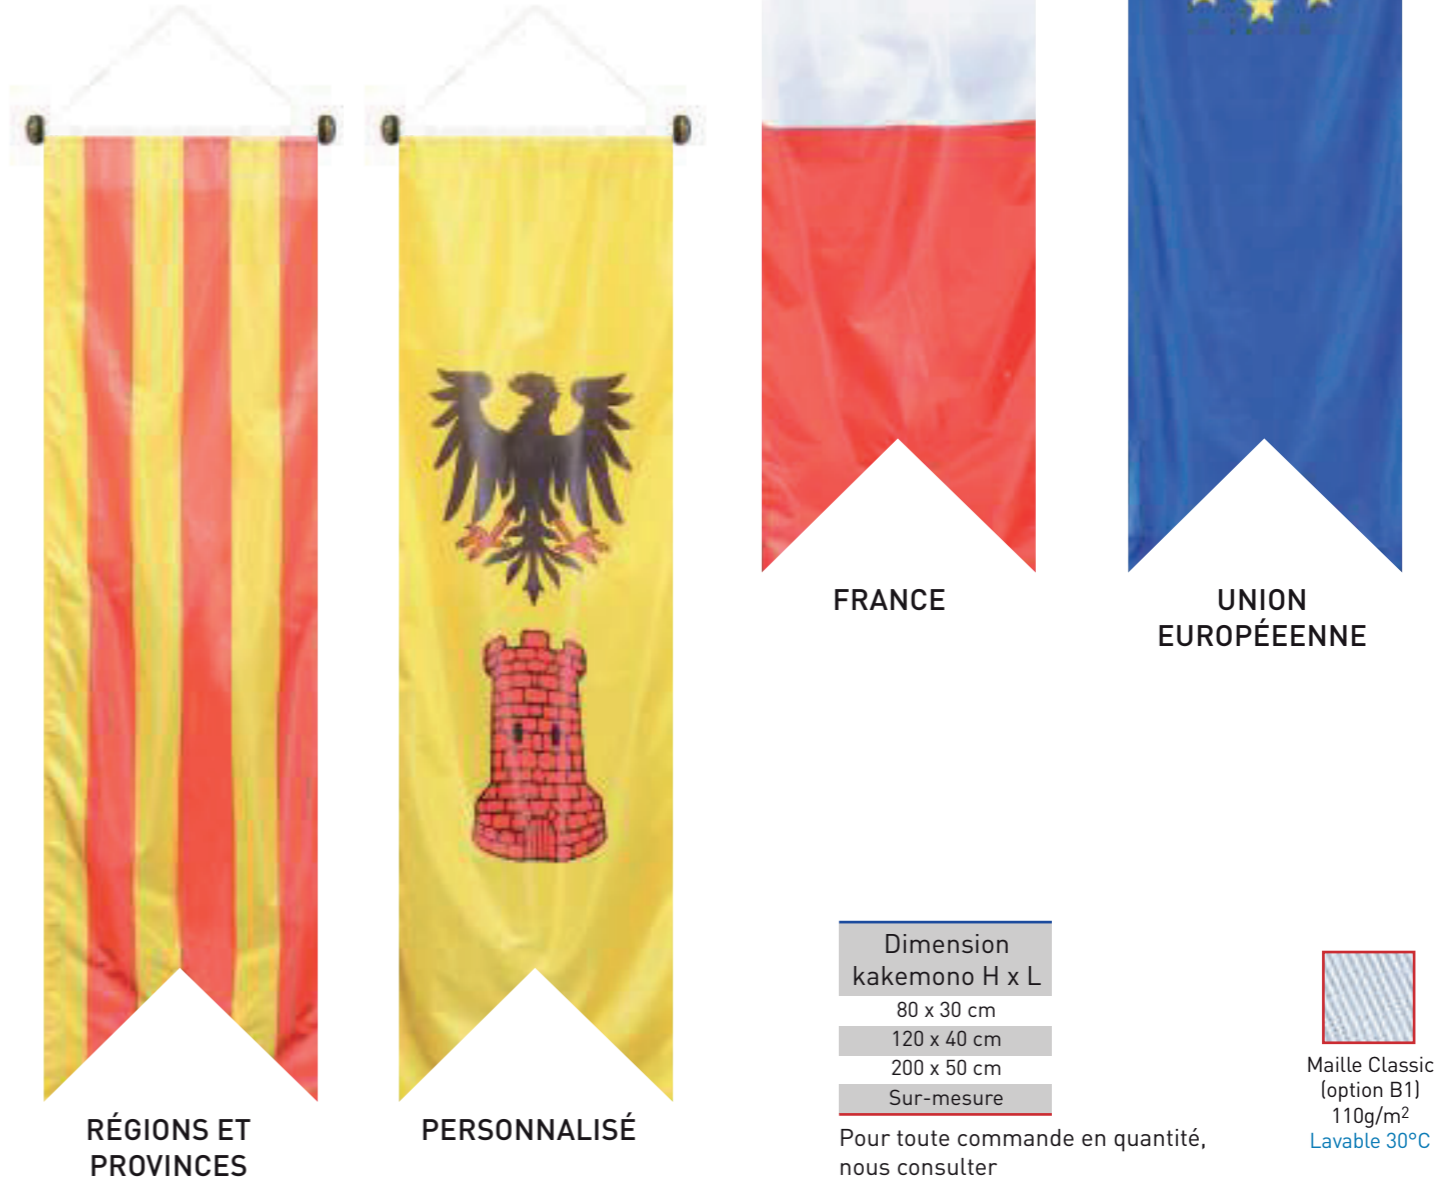 FRANCE
UNION
EUROPÉEENNE
RÉGIONS ET
PROVINCES
PERSONNALISÉ
Dimension
kakemono H x L
80 x 30 cm
120 x 40 cm
200 x 50 cm
Sur-mesure
Pour toute commande en quantité,
nous consulter
Maille Classic
(option B1)
110g/m²
Lavable 30°C